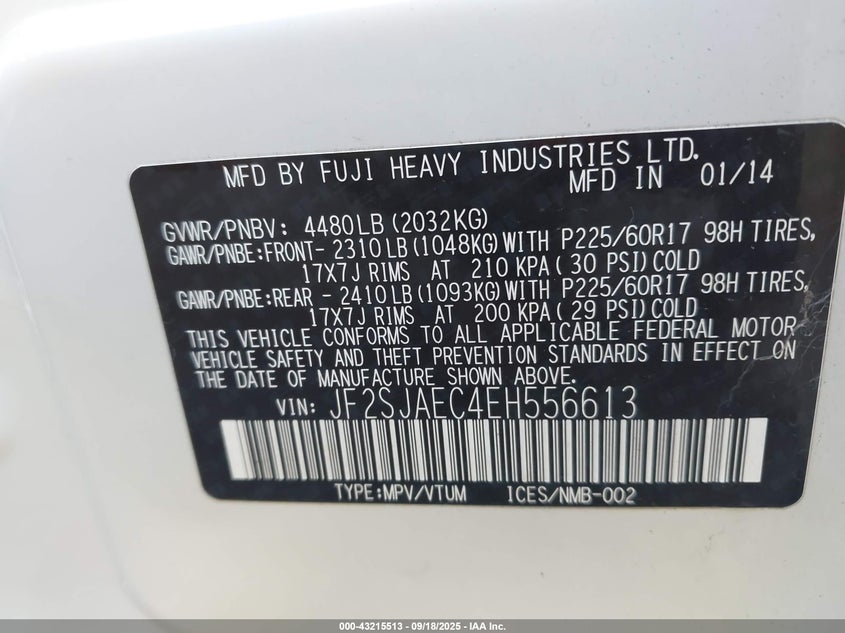 MFD BY FUJI HEAVY INDUSTRIES LTD.
MFD IN 01/14
GVWR/PNBV: 4480LB (2032KG)
GAWR/PNBE:FRONT- 2310LB (1048KG) WITH P225/60R17 98H TIRES,
17X7J RIMS AT 210 KPA ( 30 PSI) COLD
GAWR/PNBE:REAR - 2410LB (1093KG) WITH P225/60R17 98H TIRES,
17X7J RIMS AT 200 KPA ( 29 PSI) COLD
THIS VEHICLE CONFORMS TO ALL APPLICABLE FEDERAL MOTOR
VEHICLE SAFETY AND THEFT PREVENTION STANDARDS IN EFFECT ON
THE DATE OF MANUFACTURE SHOWN ABOVE.
VIN: JF2SJAEC4EH556613
TYPE:MPV/VTUM ICES/NMB-002
000-43215513 - 09/18/2025 - IAA Inc.